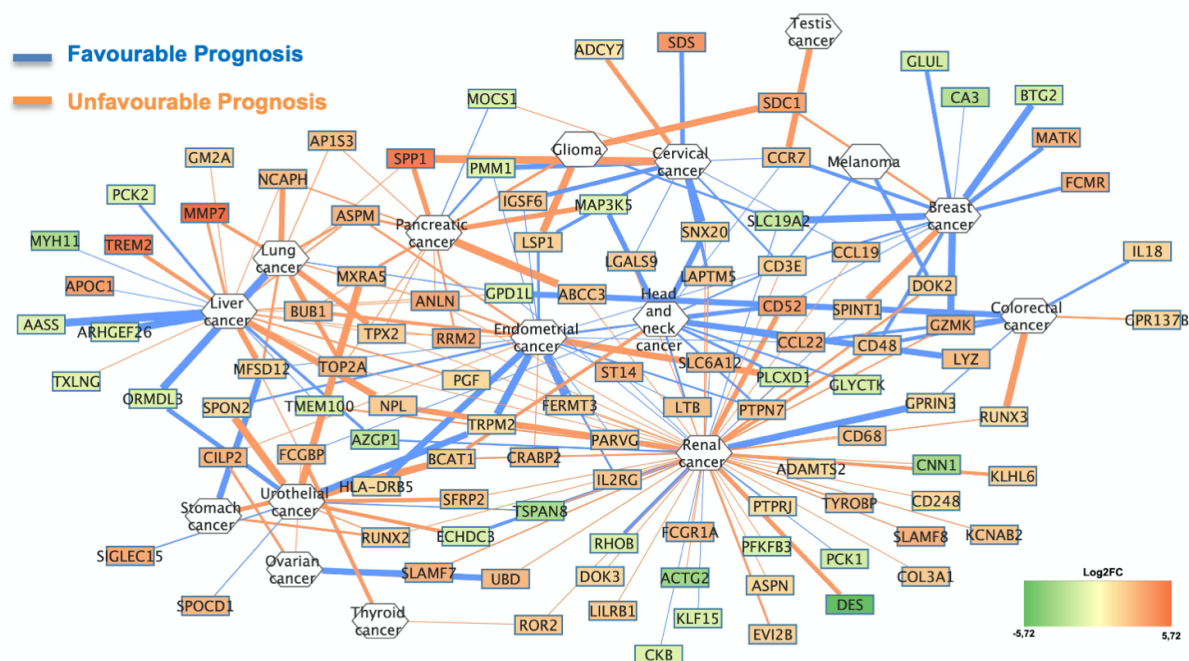 Favourable Prognosis
Unfavourable Prognosis
Testis
cancer
ADCY7
SDS
GLUL
CA3
BTG2
MOCS1
SDC1
MATK
AP1S3
GM2A
NCAPH
SPP1
PMM1
Glioma
Cervical
cancer
CCR7
Melanoma
FCMR
PCK2
MMP7
ASPM
IGSF6
MAP3K5
SLC19A2
Breast
cancer
MYH11
TREM2
Lung
cancer
Pancreatic
cancer
LSP1
SNX20
CCL19
IL18
APOC1
MXRA5
LGALS9
LAPTM5
CD3E
DOK2
AASS
ARHGEF26
Liver
cancer
BUB1
ANLN
GPD1L
ABCC3
Head
and
neck
cancer
CD52
SPINT1
GZMK
Colorectal
cancer
GPR137B
TPX2
RRM2
Endometrial
cancer
CCL22
CD48
LYZ
TXLNG
MFSD12
TOP2A
PGF
ST14
SLC6A12
PLCXD1
GLYCTK
ORMDL3
SPON2
TMEM100
NPL
TRPM2
FERMT3
LTB
PTPN7
GPRIN3
RUNX3
AZGP1
PARVG
CD68
CILP2
FCGBP
BCAT1
CRABP2
Renal
cancer
ADAMTS2
CNN1
KLHL6
HLA-DRB5
IL2RG
Stomach
cancer
Urothelial
cancer
SFRP2
TSPAN8
PTPRJ
TYROBP
CD248
SIGLEC15
RUNX2
ECHDC3
RHOB
FCGR1A
PFKFB3
PCK1
SLAMF8
KCNAB2
Ovarian
cancer
SLAMF7
UBD
DOK3
ACTG2
ASPN
COL3A1
SPOCD1
Thyroid
cancer
ROR2
LILRB1
KLF15
DES
EVI2B
CKB
Log2FC
-5,72
5,72